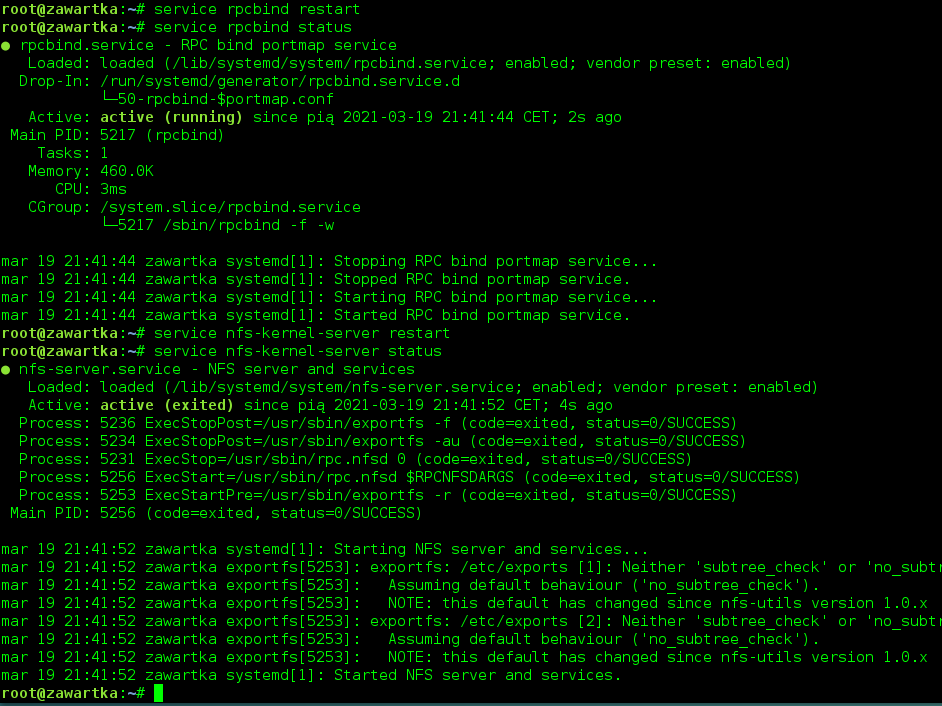 root@zawartka:~# service rpcbind restart
root@zawartka:~# service rpcbind status
● rpcbind.service - RPC bind portmap service
   Loaded: loaded (/lib/systemd/system/rpcbind.service; enabled; vendor preset: enabled)
  Drop-In: /run/systemd/generator/rpcbind.service.d
           └─50-rpcbind-$portmap.conf
   Active: active (running) since pią 2021-03-19 21:41:44 CET; 2s ago
 Main PID: 5217 (rpcbind)
    Tasks: 1
   Memory: 460.0K
      CPU: 3ms
   CGroup: /system.slice/rpcbind.service
           └─5217 /sbin/rpcbind -f -w

mar 19 21:41:44 zawartka systemd[1]: Stopping RPC bind portmap service...
mar 19 21:41:44 zawartka systemd[1]: Stopped RPC bind portmap service.
mar 19 21:41:44 zawartka systemd[1]: Starting RPC bind portmap service...
mar 19 21:41:44 zawartka systemd[1]: Started RPC bind portmap service.
root@zawartka:~# service nfs-kernel-server restart
root@zawartka:~# service nfs-kernel-server status
● nfs-server.service - NFS server and services
   Loaded: loaded (/lib/systemd/system/nfs-server.service; enabled; vendor preset: enabled)
   Active: active (exited) since pią 2021-03-19 21:41:52 CET; 4s ago
  Process: 5236 ExecStopPost=/usr/sbin/exportfs -f (code=exited, status=0/SUCCESS)
  Process: 5234 ExecStopPost=/usr/sbin/exportfs -au (code=exited, status=0/SUCCESS)
  Process: 5231 ExecStop=/usr/sbin/rpc.nfsd 0 (code=exited, status=0/SUCCESS)
  Process: 5256 ExecStart=/usr/sbin/rpc.nfsd $RPCNFSDARGS (code=exited, status=0/SUCCESS)
  Process: 5253 ExecStartPre=/usr/sbin/exportfs -r (code=exited, status=0/SUCCESS)
 Main PID: 5256 (code=exited, status=0/SUCCESS)

mar 19 21:41:52 zawartka systemd[1]: Starting NFS server and services...
mar 19 21:41:52 zawartka exportfs[5253]: exportfs: /etc/exports [1]: Neither 'subtree_check' or 'no_subtr
mar 19 21:41:52 zawartka exportfs[5253]:   Assuming default behaviour ('no_subtree_check').
mar 19 21:41:52 zawartka exportfs[5253]:   NOTE: this default has changed since nfs-utils version 1.0.x
mar 19 21:41:52 zawartka exportfs[5253]: exportfs: /etc/exports [2]: Neither 'subtree_check' or 'no_subtr
mar 19 21:41:52 zawartka exportfs[5253]:   Assuming default behaviour ('no_subtree_check').
mar 19 21:41:52 zawartka exportfs[5253]:   NOTE: this default has changed since nfs-utils version 1.0.x
mar 19 21:41:52 zawartka systemd[1]: Started NFS server and services.
root@zawartka:~#